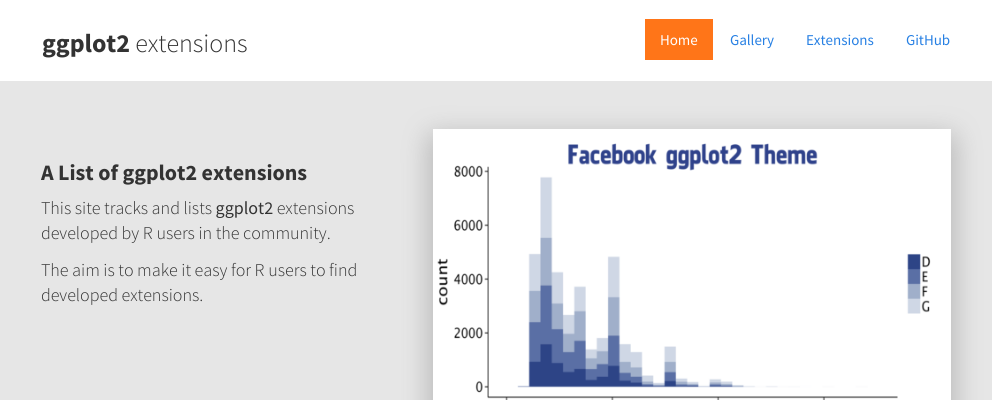 ggplot2 extensions
Home
Gallery
Extensions
GitHub
A List of ggplot2 extensions
This site tracks and lists ggplot2 extensions
developed by R users in the community.
The aim is to make it easy for R users to find
developed extensions.
Facebook ggplot2 Theme
8000
6000
4000
2000
0
count
D
E
F
G